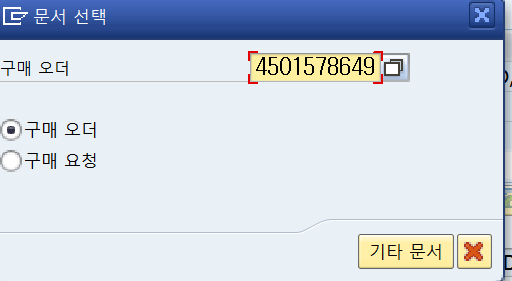 문서 선택
구매 오더 4501578649
구매 오더
구매 요청
기타 문서